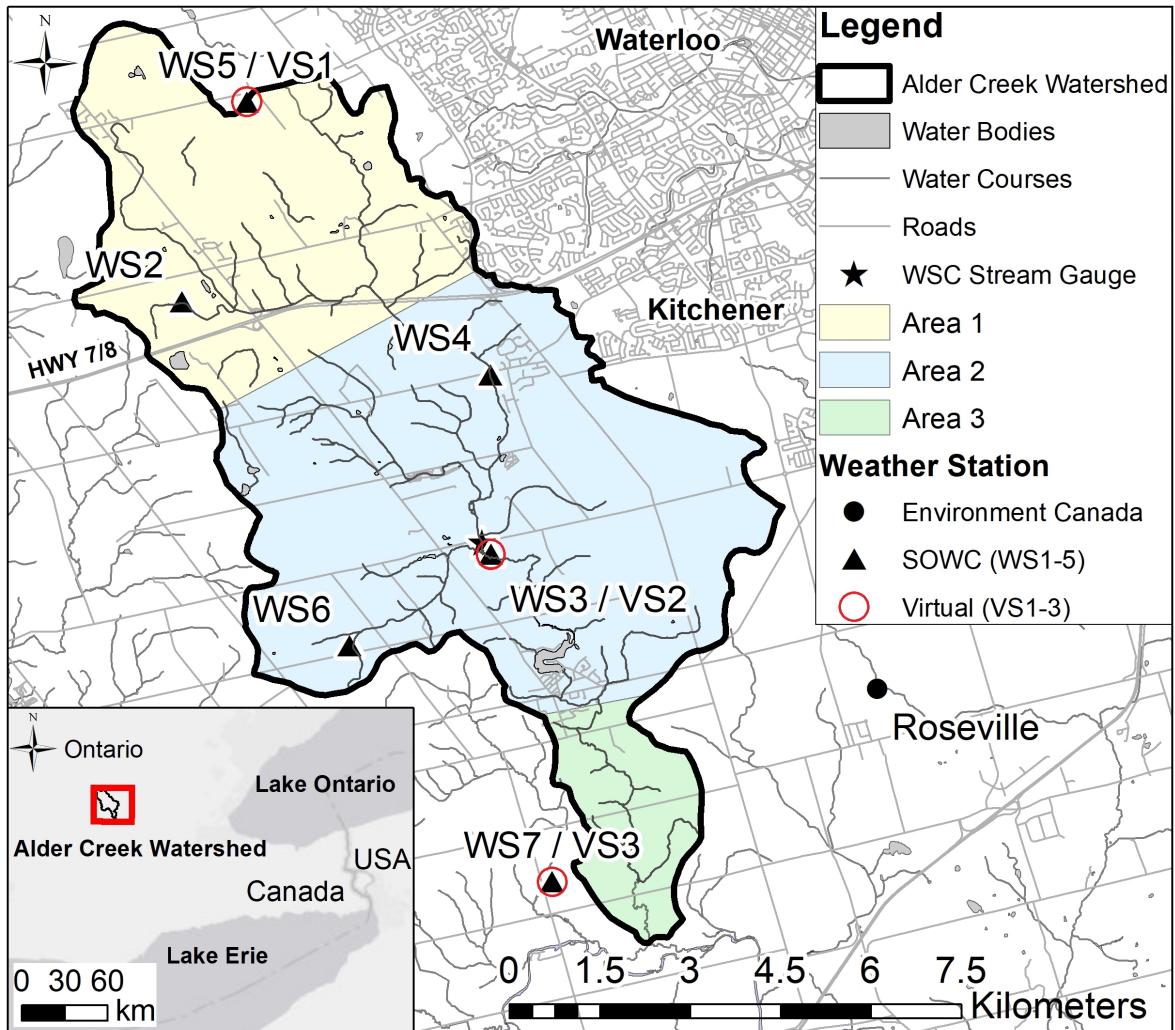 N
Waterloo
WS5 / VS1
WS2
Kitchener
WS4
HWY 7/8
WS3 / VS2
WS6
Roseville
WS7 / VS3
0 1.5 3 4.5 6 7.5
Kilometers
Legend
Alder Creek Watershed
Water Bodies
Water Courses
Roads
WSC Stream Gauge
Area 1
Area 2
Area 3
Weather Station
Environment Canada
SOWC (WS1-5)
Virtual (VS1-3)
N
Ontario
Lake Ontario
Alder Creek Watershed
USA
Canada
Lake Erie
0 30 60
km